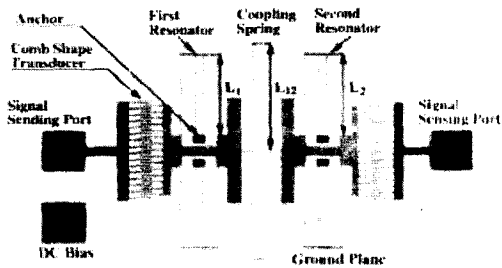 Anchor
First
Resonator
Coupling
Spring
Second
Resonator
Comb Shape
Transducer
L1
L12
L2
Signal
Sending Port
Signal
Sensing Port
DC Bias
Ground Plane